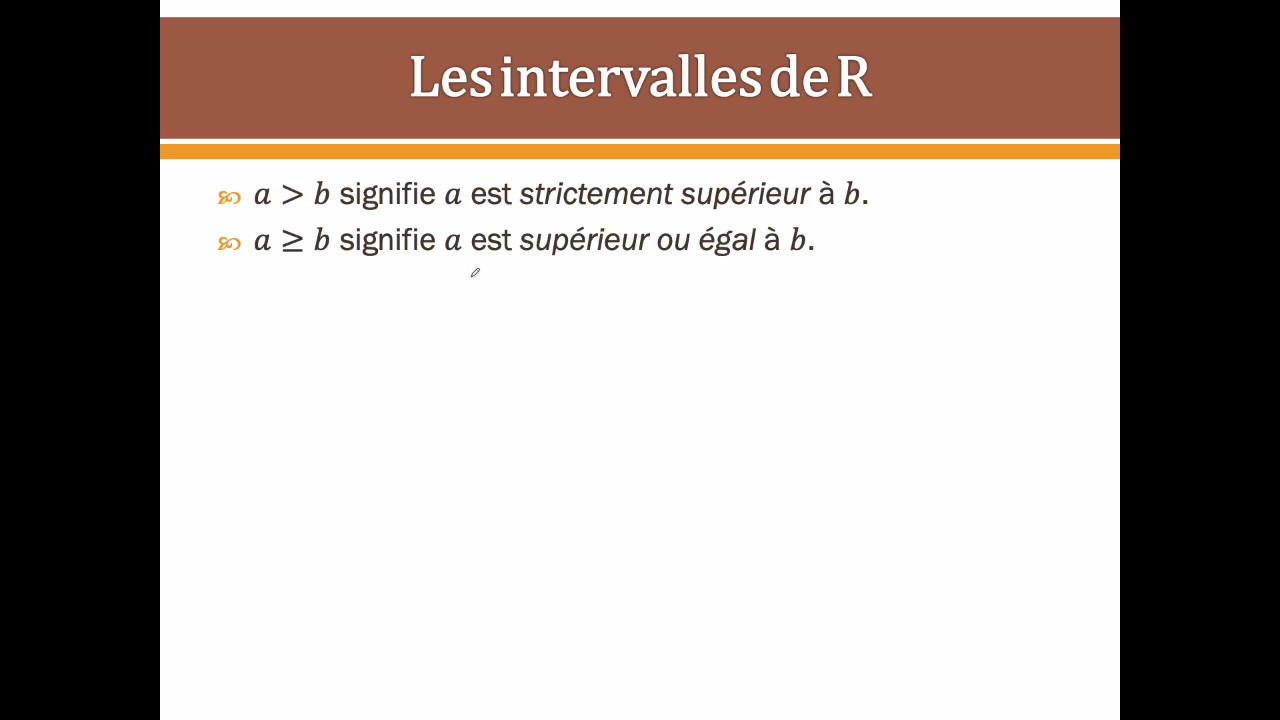 Les intervalles de R
a > b signifie a est strictement supérieur à b.
a ≥ b signifie a est supérieur ou égal à b.